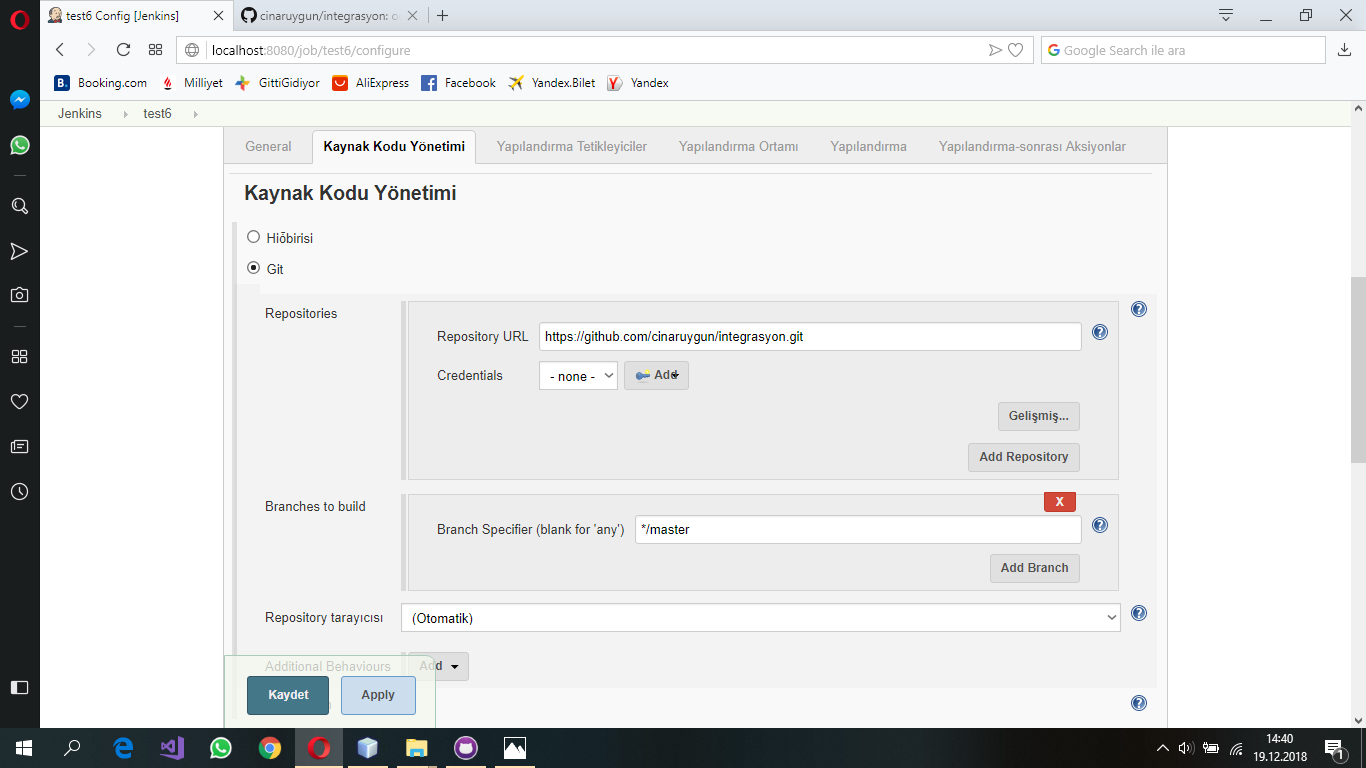 test6 Config [Jenkins]
cinaruygun/integrasyon: o
localhost:8080/job/test6/configure
Google Search ile ara
B. Booking.com
Milliyet
GittiGidiyor
AliExpress
Facebook
Yandex.Bilet
Yandex
Jenkins
test6
General
Kaynak Kodu Yönetimi
Yapılandırma Tetikleyiciler
Yapılandırma Ortamı
Yapılandırma
Yapılandırma-sonrası Aksiyonlar
Kaynak Kodu Yönetimi
Hiõbirisi
Git
Repositories
Repository URL
https://github.com/cinaruygun/integrasyon.git
Credentials
- none -
Add
Gelişmiş...
Add Repository
Branches to build
X
Branch Specifier (blank for 'any')
*/master
Add Branch
Repository tarayıcısı
(Otomatik)
Additional Behaviours
Add
Kaydet
Apply
14:40
19.12.2018
1